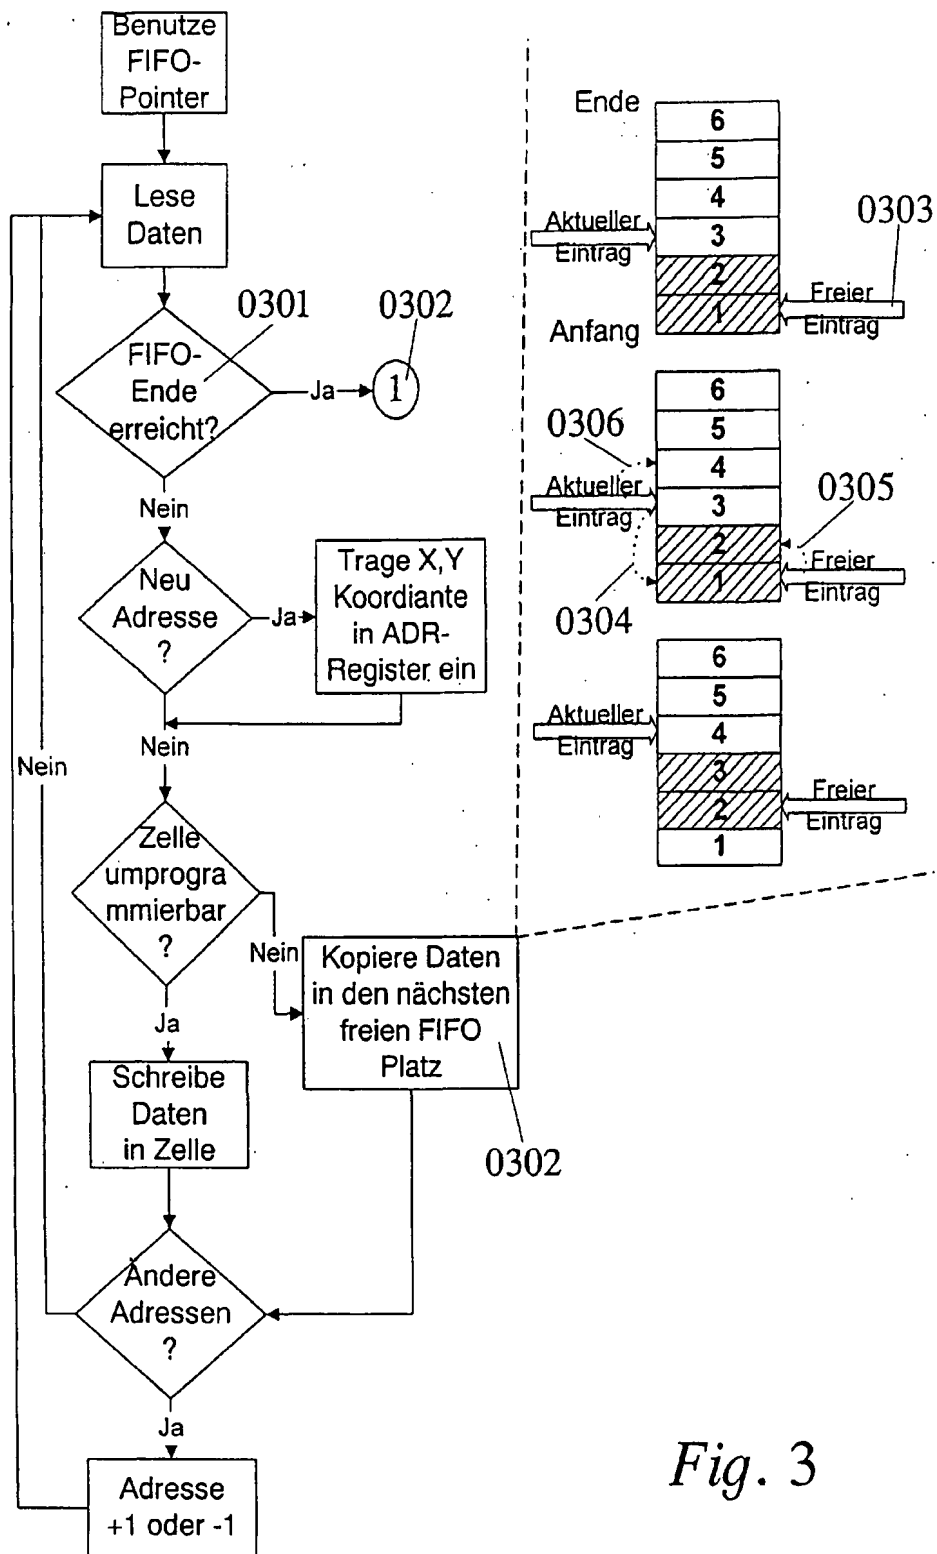 Benutze
FIFO-
Pointer
Lese
Daten
0301
0302
FIFO-
Ende
erreicht?
Ja
1
Nein
Neu
Adresse
?
Ja
Trage X,Y
Koordiante
in ADR-
Register ein
Nein
Nein
Zelle
umprogra
mmierbar
?
Nein
Kopiere Daten
in den nächsten
freien FIFO
Platz
0302
Ja
Schreibe
Daten
in Zelle
Ändere
Adressen
?
Ja
Adresse
+1 oder -1
Ende
6
5
4
3
2
1
Aktueller
Eintrag
0303
Freier
Eintrag
Anfang
6
5
4
3
2
1
0306
Aktueller
Eintrag
0305
0304
Freier
Eintrag
6
5
4
3
2
1
Aktueller
Eintrag
Freier
Eintrag
Fig. 3